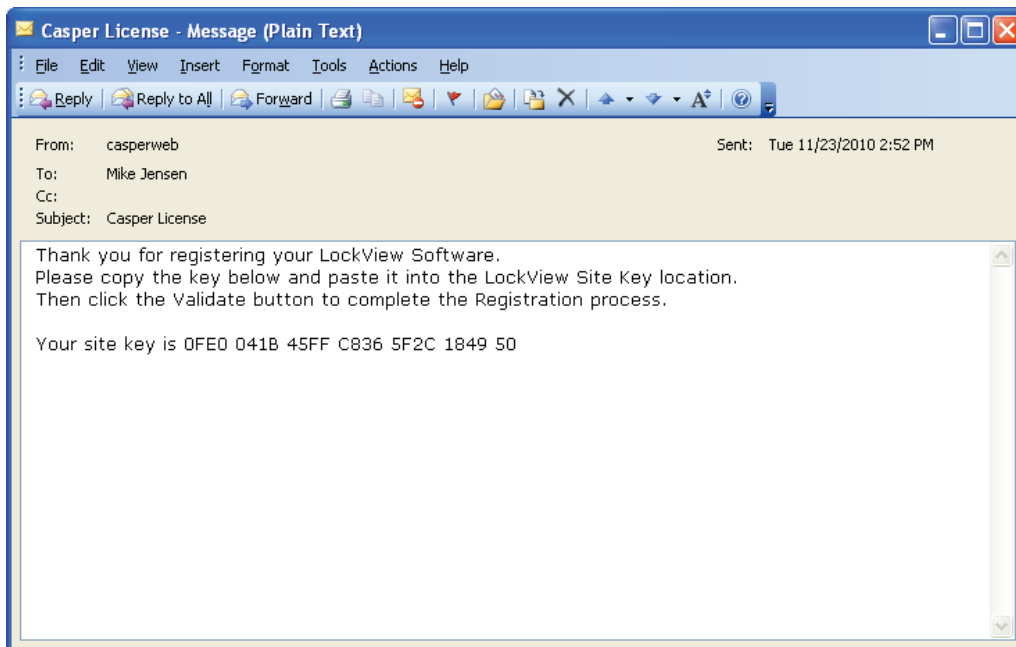 Casper License - Message (Plain Text)
File Edit View Insert Format Tools Actions Help
Reply Reply to All Forward
From: casperweb Sent: Tue 11/23/2010 2:52 PM
To: Mike Jensen
Cc:
Subject: Casper License
Thank you for registering your LockView Software.
Please copy the key below and paste it into the LockView Site Key location.
Then click the Validate button to complete the Registration process.
Your site key is 0FE0 041B 45FF C836 5F2C 1849 50